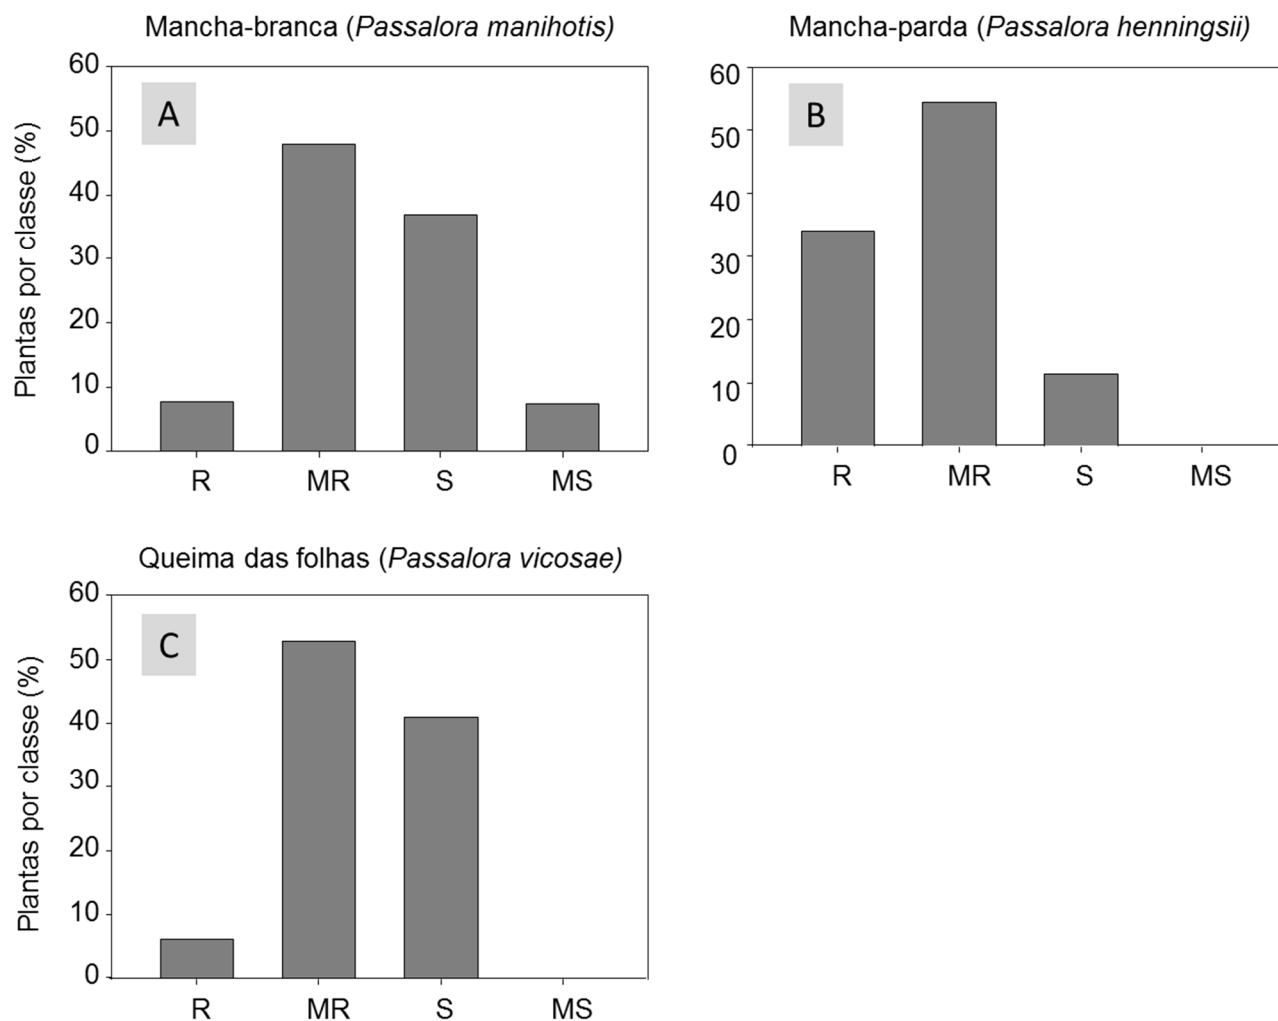 Mancha-branca (Passalora manihotis)
A
Plantas por classe (%)
60
50
40
30
20
10
0
R MR S MS
Mancha-parda (Passalora henningsii)
B
60
50
40
30
20
10
0
R MR S MS
Queima das folhas (Passalora vicosae)
C
Plantas por classe (%)
60
50
40
30
20
10
0
R MR S MS